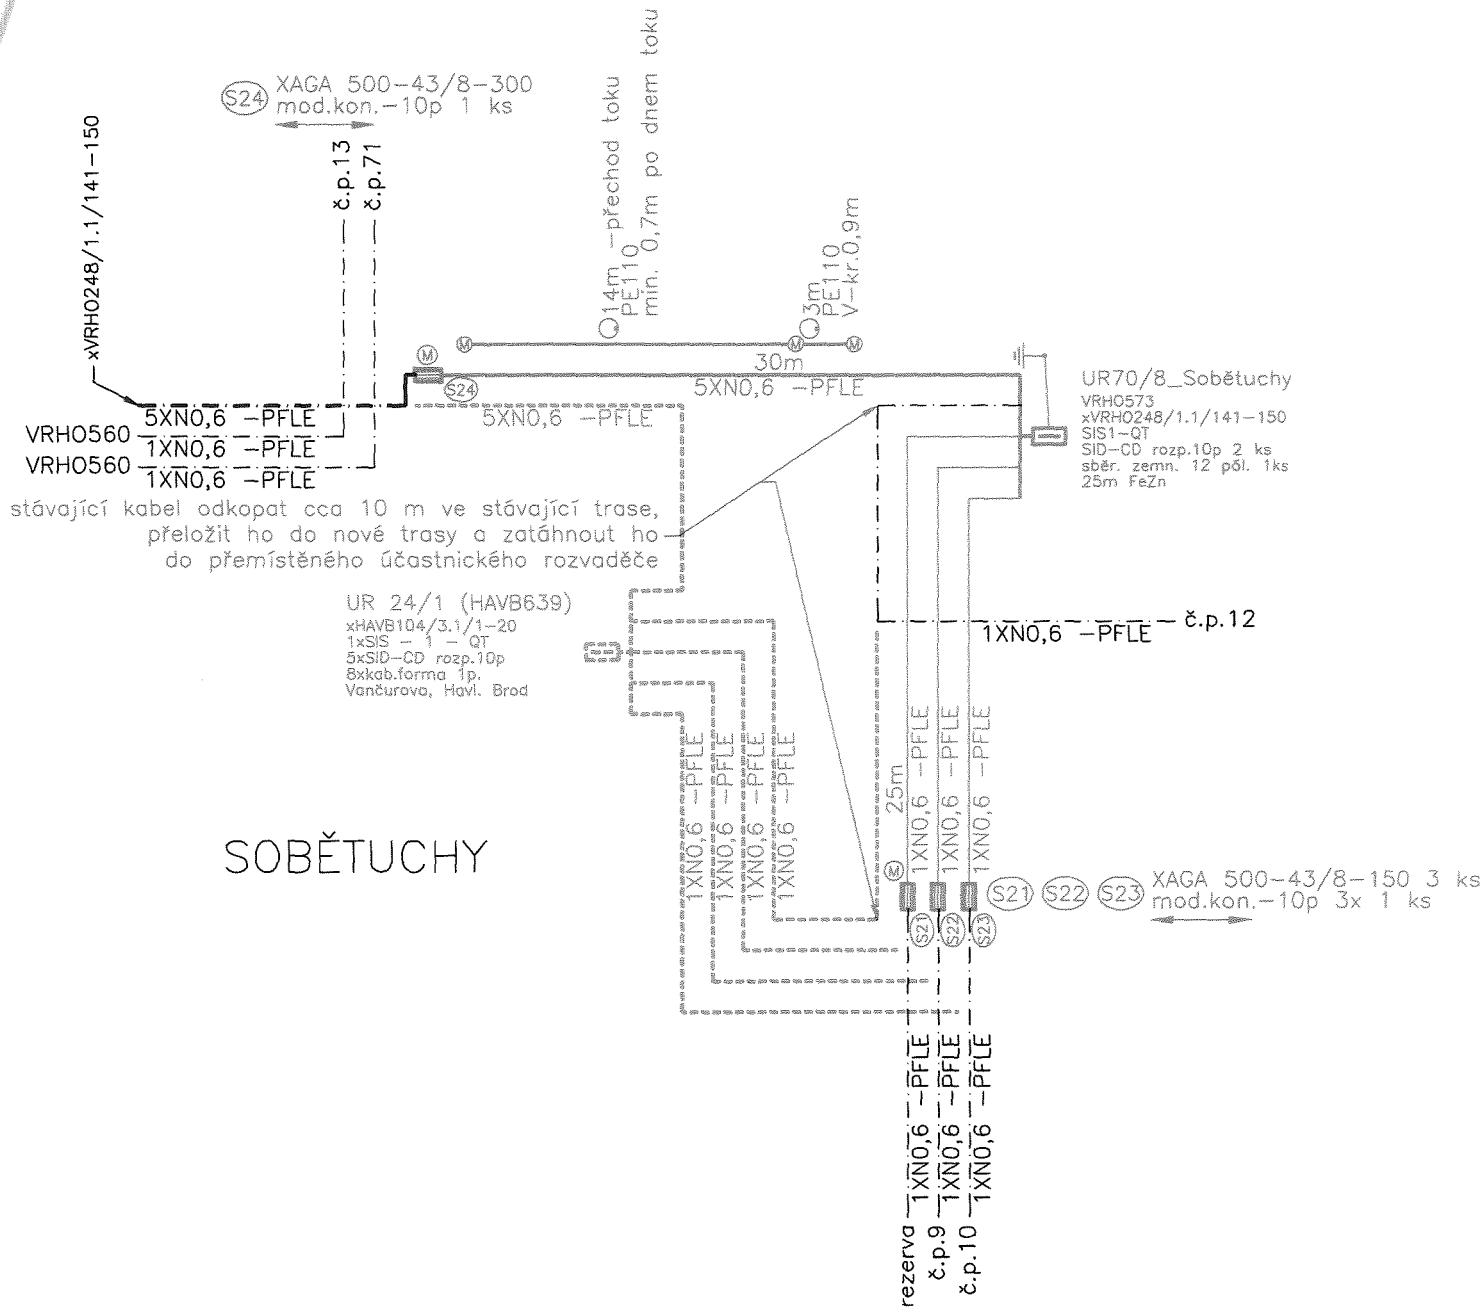 S24
XAGA 500-43/8-300
mod.kon.-10p 1 ks
xVRHO248/1.1/141-150
č.p.13
č.p.71
14m -přechod toku
PE110
min. 0,7m po dnem toku
3m
PE110
V-kr.0,9m
M
M
M
M
30m
5XN0,6 -PFLE
S24
5XN0,6 -PFLE
5XN0,6 -PFLE
VRHO560
1XN0,6 -PFLE
VRHO560
1XN0,6 -PFLE
UR70/8_Sobětuchy
VRHO573
xVRHO248/1.1/141-150
SIS1-QT
SID-CD rozp.10p 2 ks
sběr. zemn. 12 pól. 1ks
25m FeZn
stávající kabel odkopat cca 10 m ve stávající trase,
přeložit ho do nové trasy a zatáhnout ho
do přemístěného účastnického rozvaděče
UR 24/1 (HAVB639)
xHAVB104/3.1/1-20
1xSIS - 1 - QT
5xSID-CD rozp.10p
8xkab.forma 1p.
Vančurova, Havl. Brod
1XN0,6 -PFLE
č.p.12
1XN0,6 -PFLE
1XN0,6 -PFLE
1XN0,6 -PFLE
1XN0,6 -PFLE
25m
1XN0,6 -PFLE
1XN0,6 -PFLE
1XN0,6 -PFLE
SOBĚTUCHY
M
S21
S22
S23
XAGA 500-43/8-150 3 ks
mod.kon.-10p 3x 1 ks
S21
S22
S23
1XN0,6 -PFLE
1XN0,6 -PFLE
1XN0,6 -PFLE
rezerva
č.p.9
č.p.10